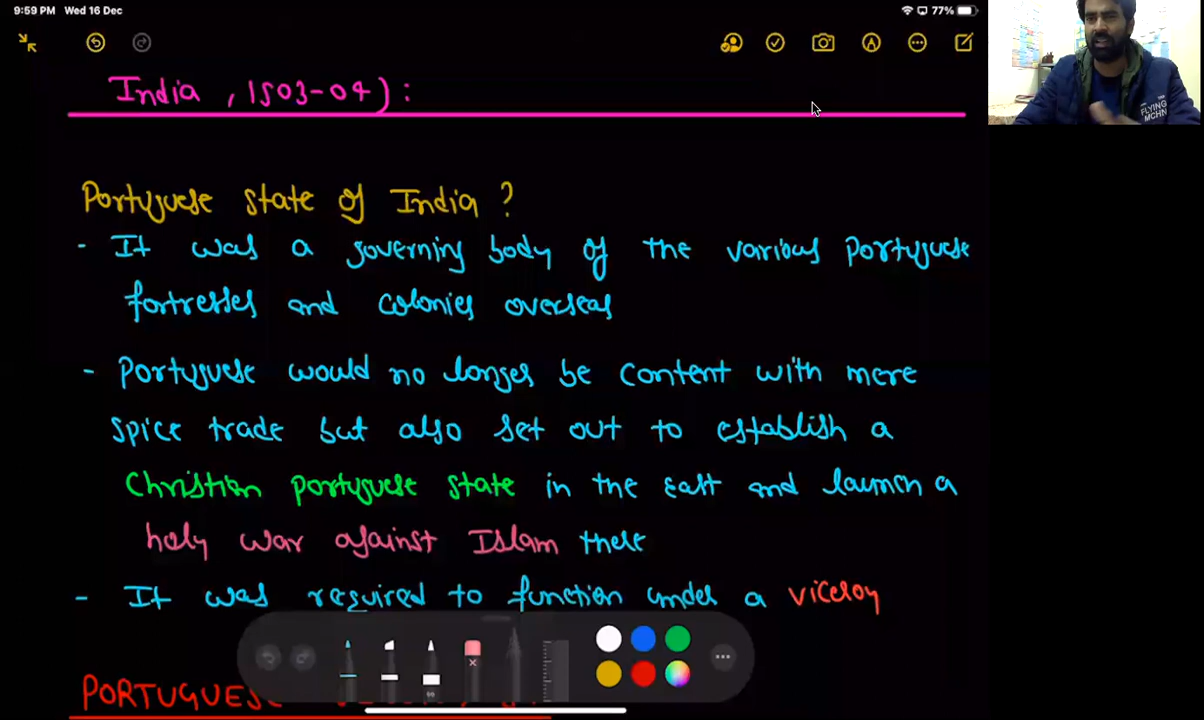 9:59 PM Wed 16 Dec
77%
India, 1503-04):
FLYING
MCHN
Portuguese state of India?
- It was a governing body of the various Portuguese
fortresses and colonies overseas
- Portuguese would no longer be content with mere
spice trade but also set out to establish a
Christian Portuguese state in the East and launch a
holy war against Islam there
- It was required to function under a viceroy
PORTUGUESE